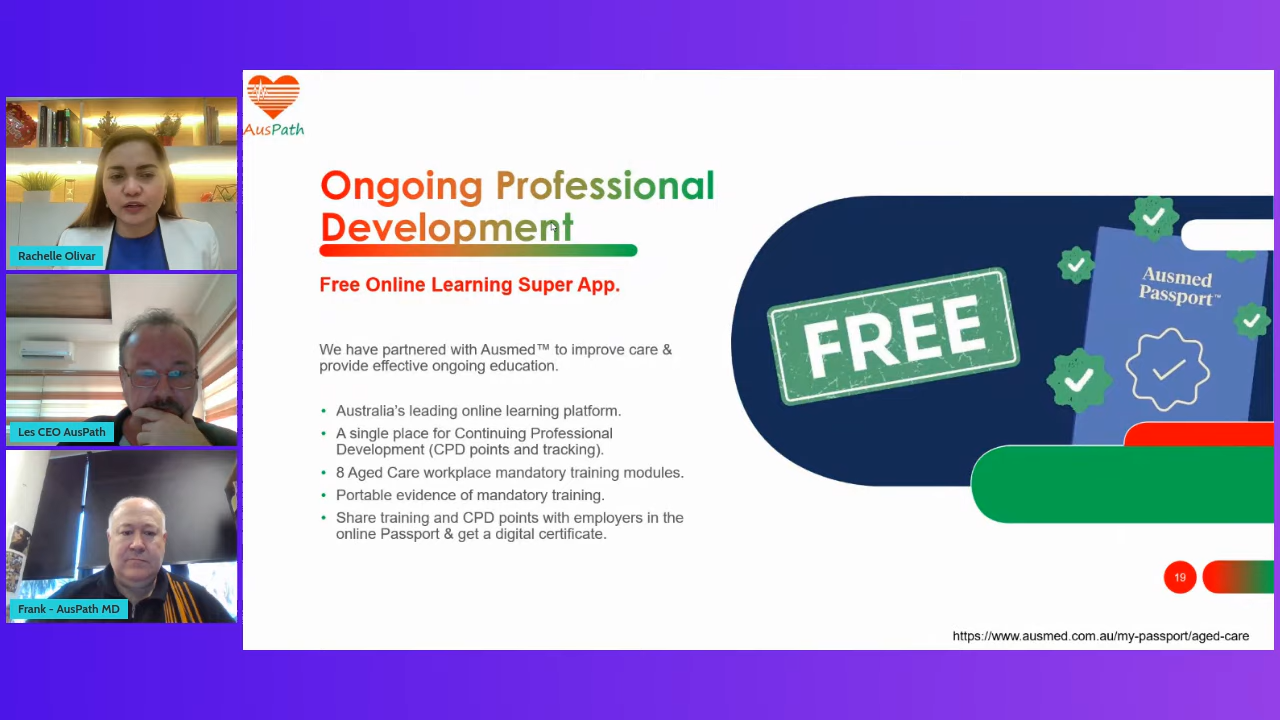 AusPath
Ongoing Professional
Development
Free Online Learning Super App.
We have partnered with Ausmed™ to improve care &
provide effective ongoing education.
• Australia's leading online learning platform.
• A single place for Continuing Professional
Development (CPD points and tracking).
• 8 Aged Care workplace mandatory training modules.
• Portable evidence of mandatory training.
• Share training and CPD points with employers in the
online Passport & get a digital certificate.
FREE
Ausmed
Passport™
19
https://www.ausmed.com.au/my-passport/aged-care
Rachelle Olivar
Les CEO AusPath
Frank - AusPath MD